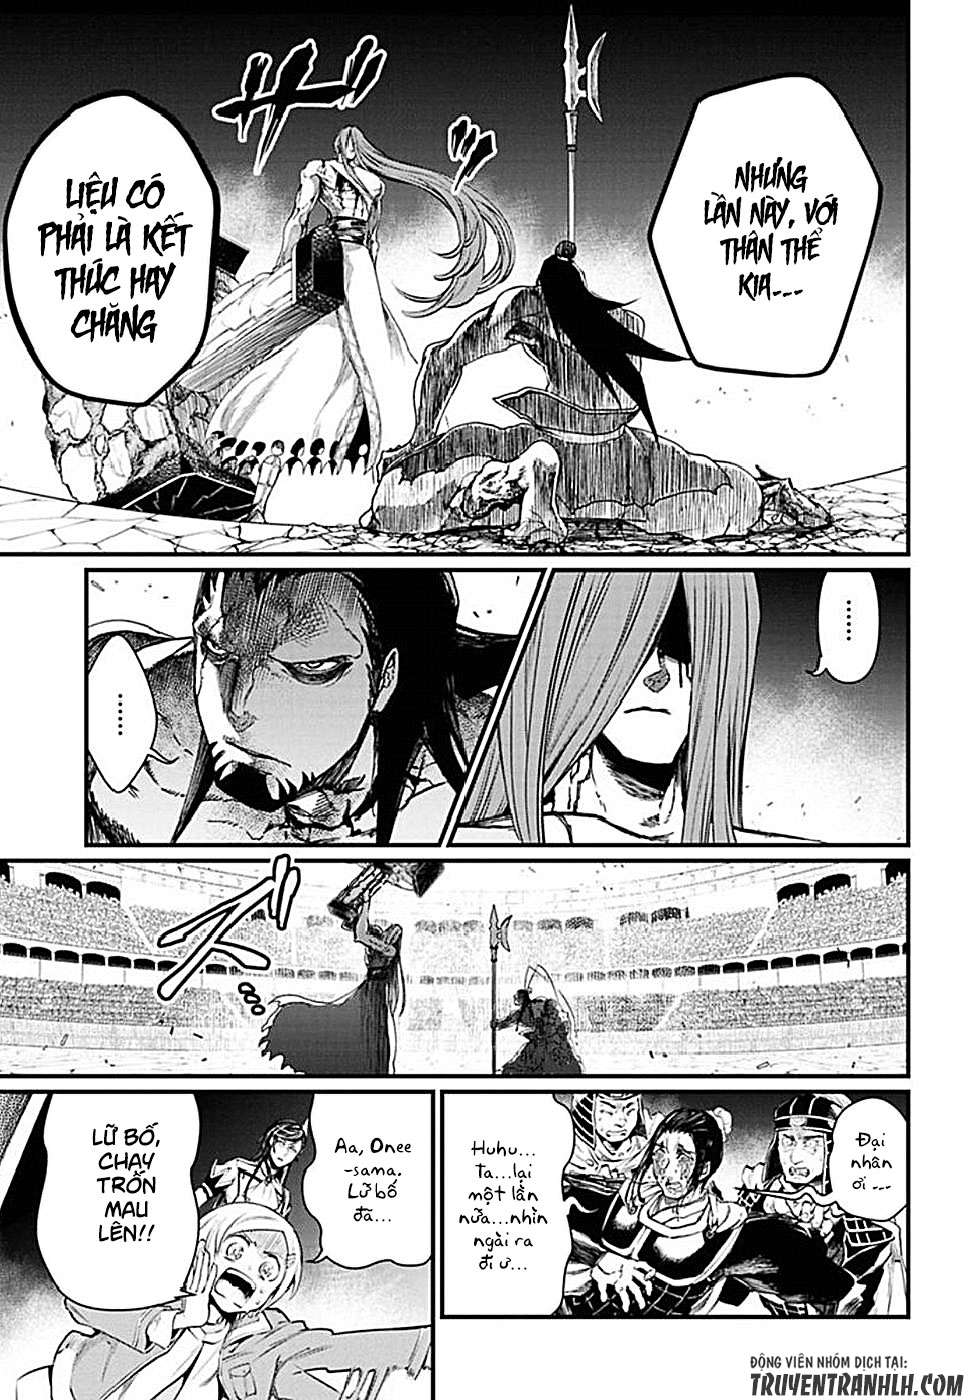 NHƯNG
LẦN NÀY, VỚI
THÂN THỂ
KIA...
LIỆU CÓ
PHẢI LÀ KẾT
THÚC HAY
CHĂNG
......
......
Đại
nhân
ơi ...
Huhu...
ta...lại
một lần
nữa...nhìn
ngài ra
đi ư...
Aa, Onee
-sama.
Lữ bố
đã...
LỮ BỐ,
CHẠY
TRỐN
MAU
LÊN!!
ĐỘNG VIÊN NHÓM DỊCH TẠI:
TRUYENTRANHLH.COM